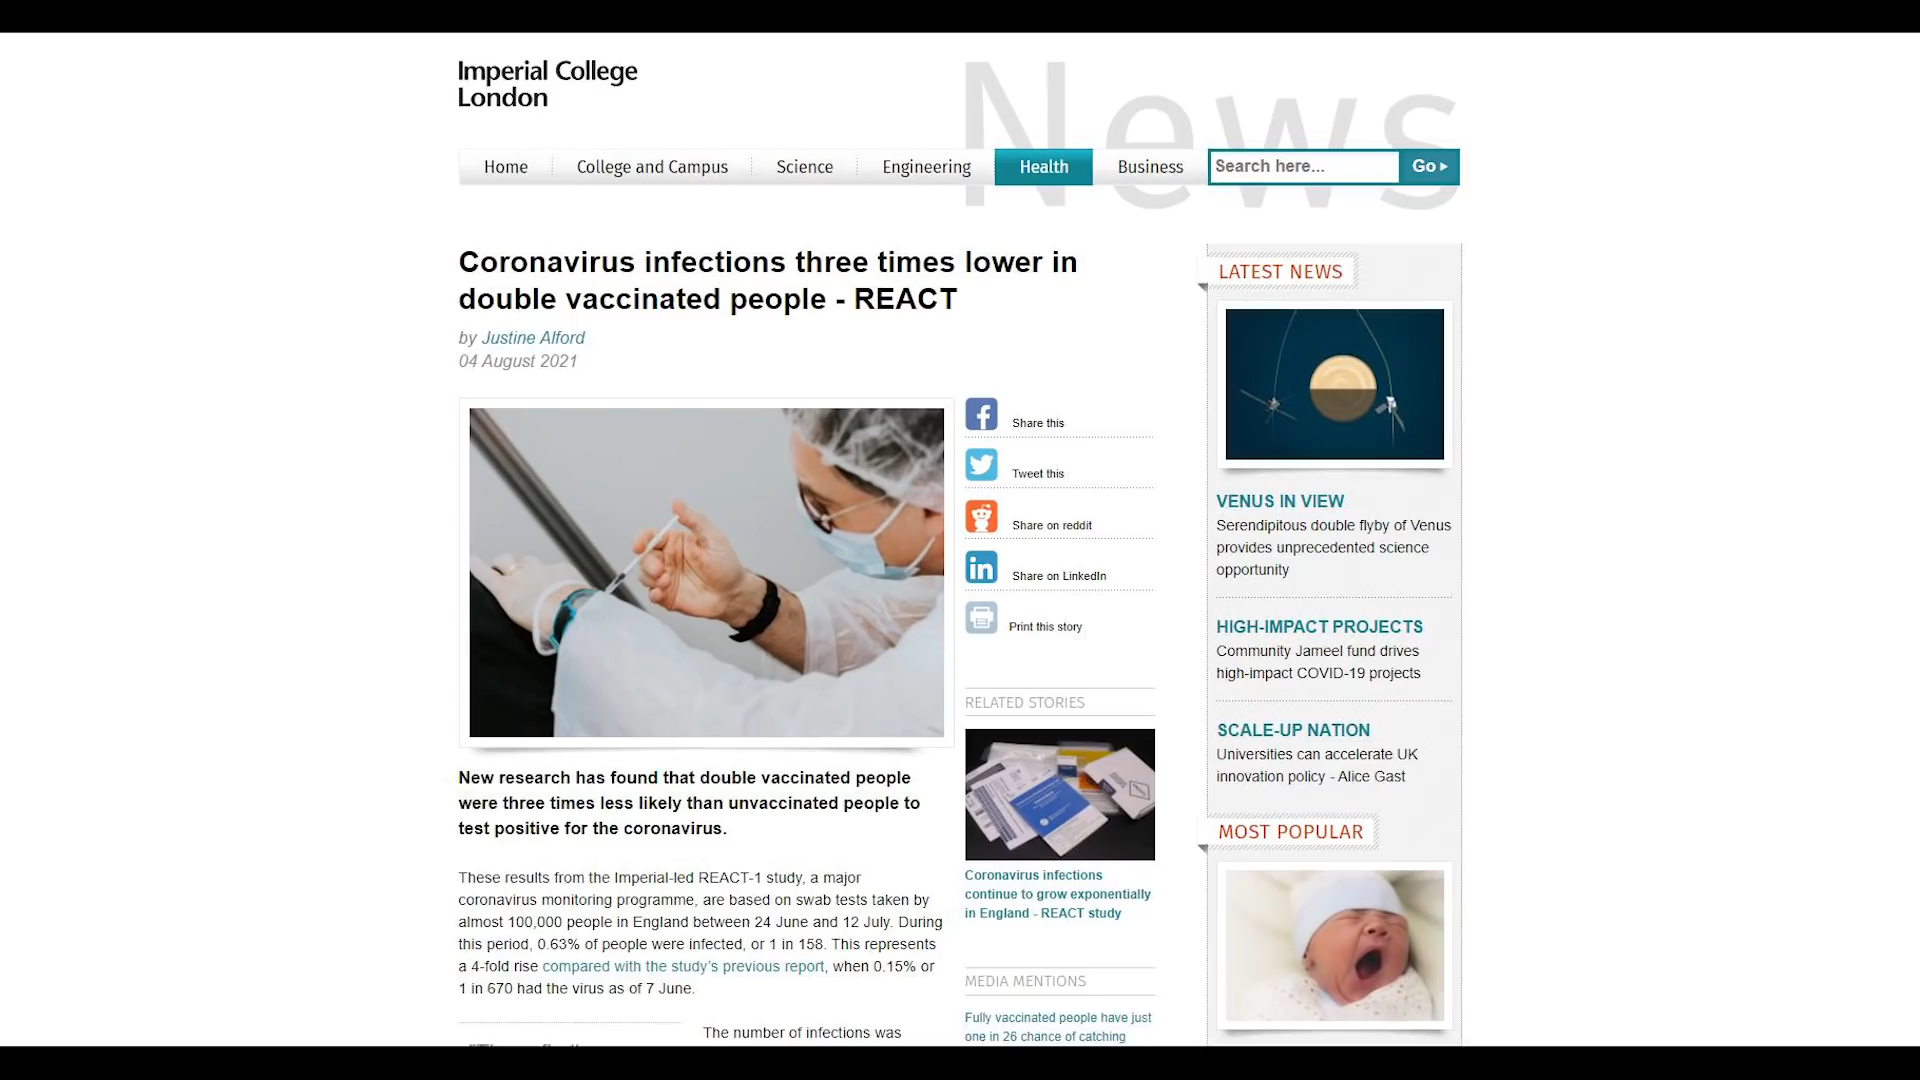 Imperial College
London
News
Home
College and Campus
Science
Engineering
Health
Business
Search here...
Go
Coronavirus infections three times lower in
double vaccinated people - REACT
by Justine Alford
04 August 2021
Share this
Tweet this
Share on reddit
Share on LinkedIn
Print this story
New research has found that double vaccinated people
were three times less likely than unvaccinated people to
test positive for the coronavirus.
These results from the Imperial-led REACT-1 study, a major
coronavirus monitoring programme, are based on swab tests taken by
almost 100,000 people in England between 24 June and 12 July. During
this period, 0.63% of people were infected, or 1 in 158. This represents
a 4-fold rise compared with the study's previous report, when 0.15% or
1 in 670 had the virus as of 7 June.
The number of infections was
RELATED STORIES
Coronavirus infections
continue to grow exponentially
in England - REACT study
MEDIA MENTIONS
Fully vaccinated people have just
one in 26 chance of catching
LATEST NEWS
VENUS IN VIEW
Serendipitous double flyby of Venus
provides unprecedented science
opportunity
HIGH-IMPACT PROJECTS
Community Jameel fund drives
high-impact COVID-19 projects
SCALE-UP NATION
Universities can accelerate UK
innovation policy - Alice Gast
MOST POPULAR